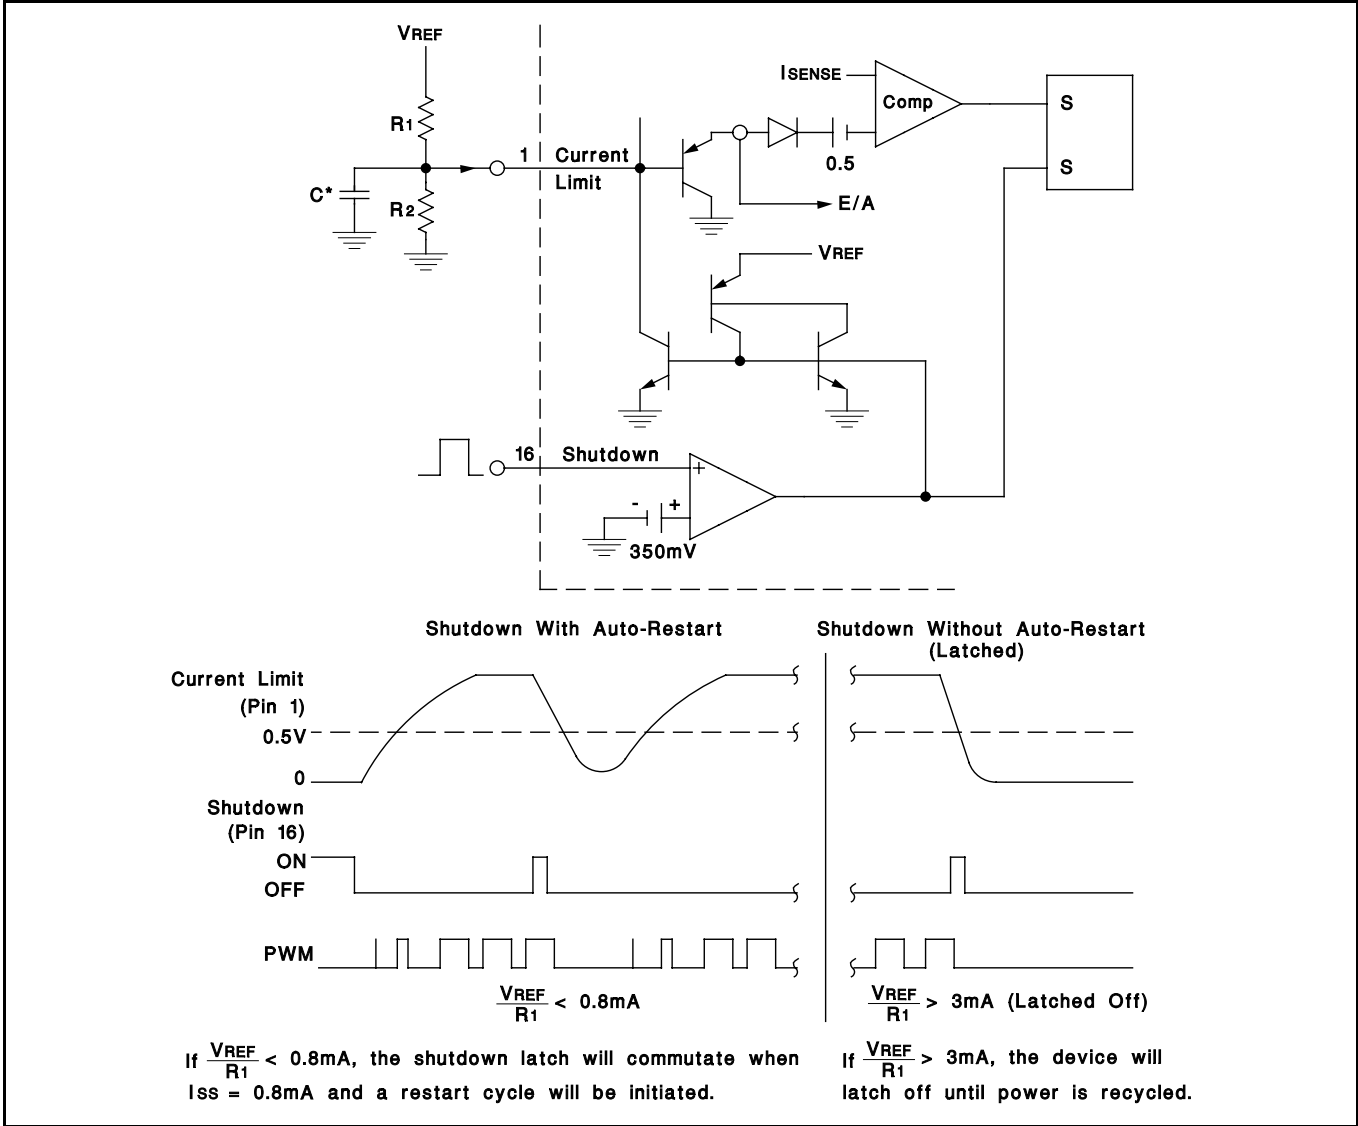 VREF
ISENSE
Comp
S
R1
1 Current
Limit
0.5
S
C*
R2
E/A
VREF
16 Shutdown
+
- +
350mV
Shutdown With Auto-Restart
Shutdown Without Auto-Restart
(Latched)
Current Limit
(Pin 1)
0.5V
0
Shutdown
(Pin 16)
ON
OFF
PWM
VREF
R1
< 0.8mA
VREF
R1
> 3mA (Latched Off)
If VREF/R1 < 0.8mA, the shutdown latch will commutate when
ISS = 0.8mA and a restart cycle will be initiated.
If VREF/R1 > 3mA, the device will
latch off until power is recycled.